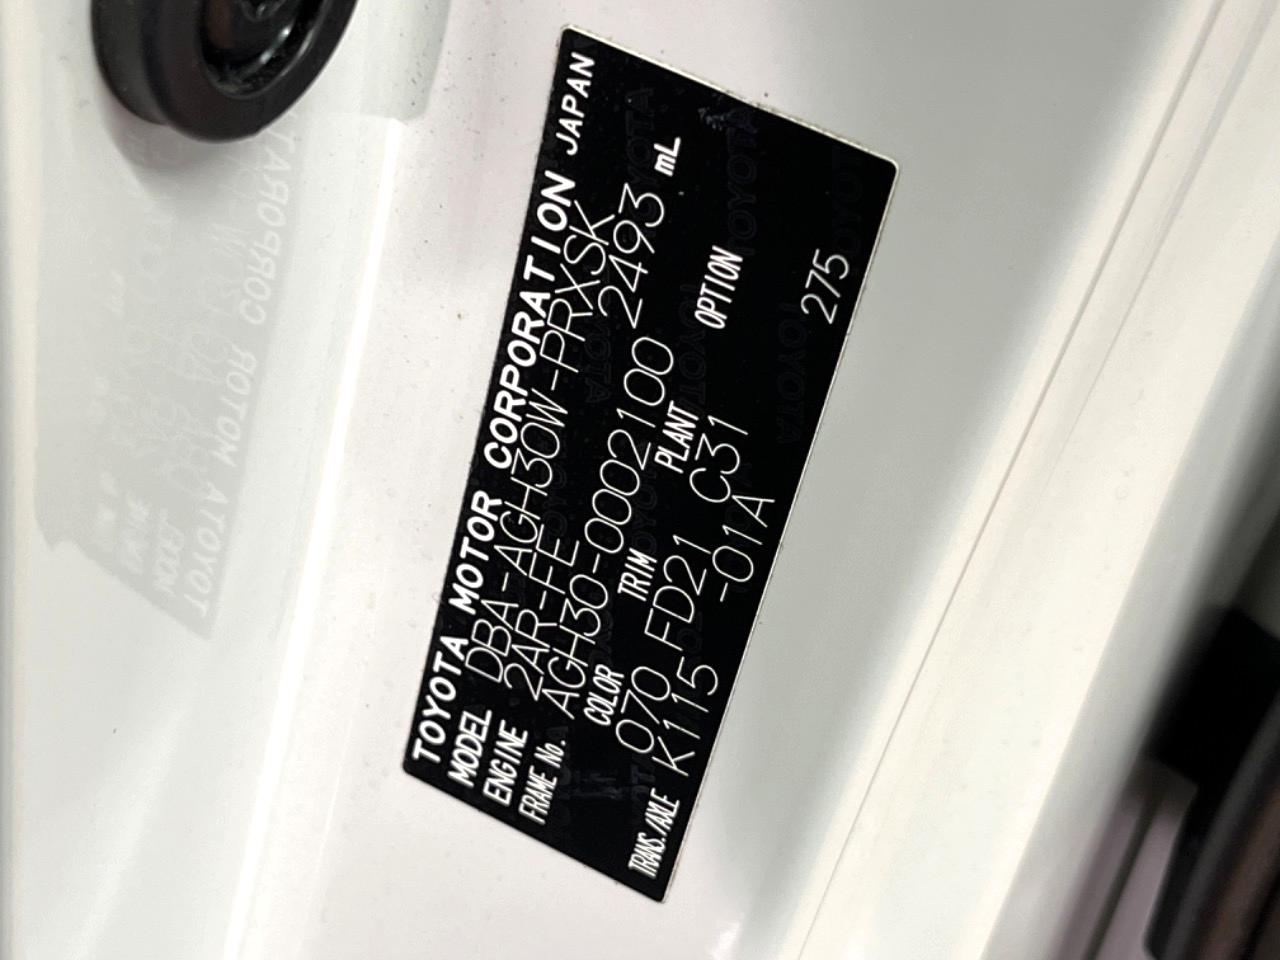 TOYOTA MOTOR CORPORATION JAPAN
MODEL DBA-AGH30W-PRXSK
ENGINE 2AR-FE 2493 mL
FRAME No. AGH30-0002100
COLOR TRIM PLANT OPTION
070 FD21 C31 275
TRANS./AXLE K115 -01A